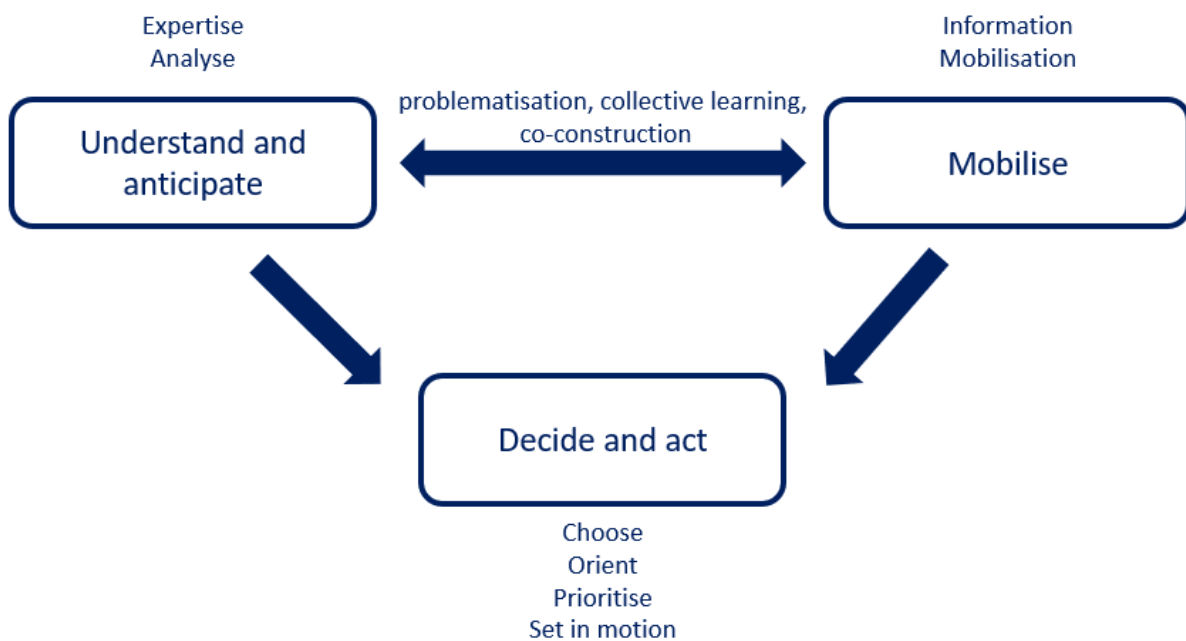 Expertise
Analyse
Information
Mobilisation
problematisation, collective learning,
co-construction
Understand and
anticipate
Mobilise
Decide and act
Choose
Orient
Prioritise
Set in motion